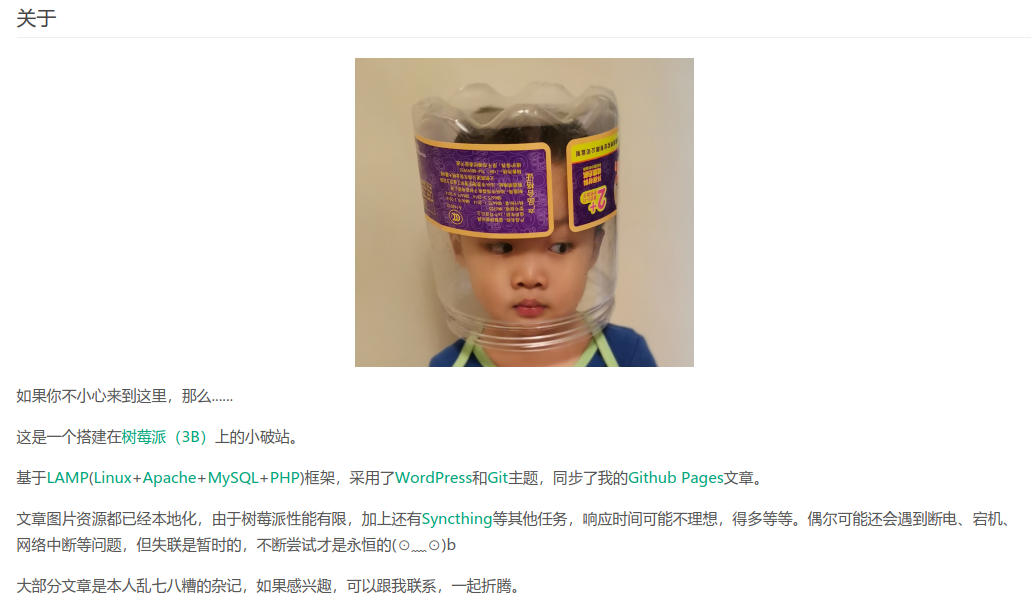 关于
2+
如果你不小心来到这里，那么......
这是一个搭建在树莓派（3B）上的小破站。
基于LAMP(Linux+Apache+MySQL+PHP)框架，采用了WordPress和Git主题，同步了我的Github Pages文章。
文章图片资源都已经本地化，由于树莓派性能有限，加上还有Syncthing等其他任务，响应时间可能不理想，得多等等。偶尔可能还会遇到断电、宕机、
网络中断等问题，但失联是暂时的，不断尝试才是永恒的(⊙﹏⊙)b
大部分文章是本人乱七八糟的杂记，如果感兴趣，可以跟我联系，一起折腾。